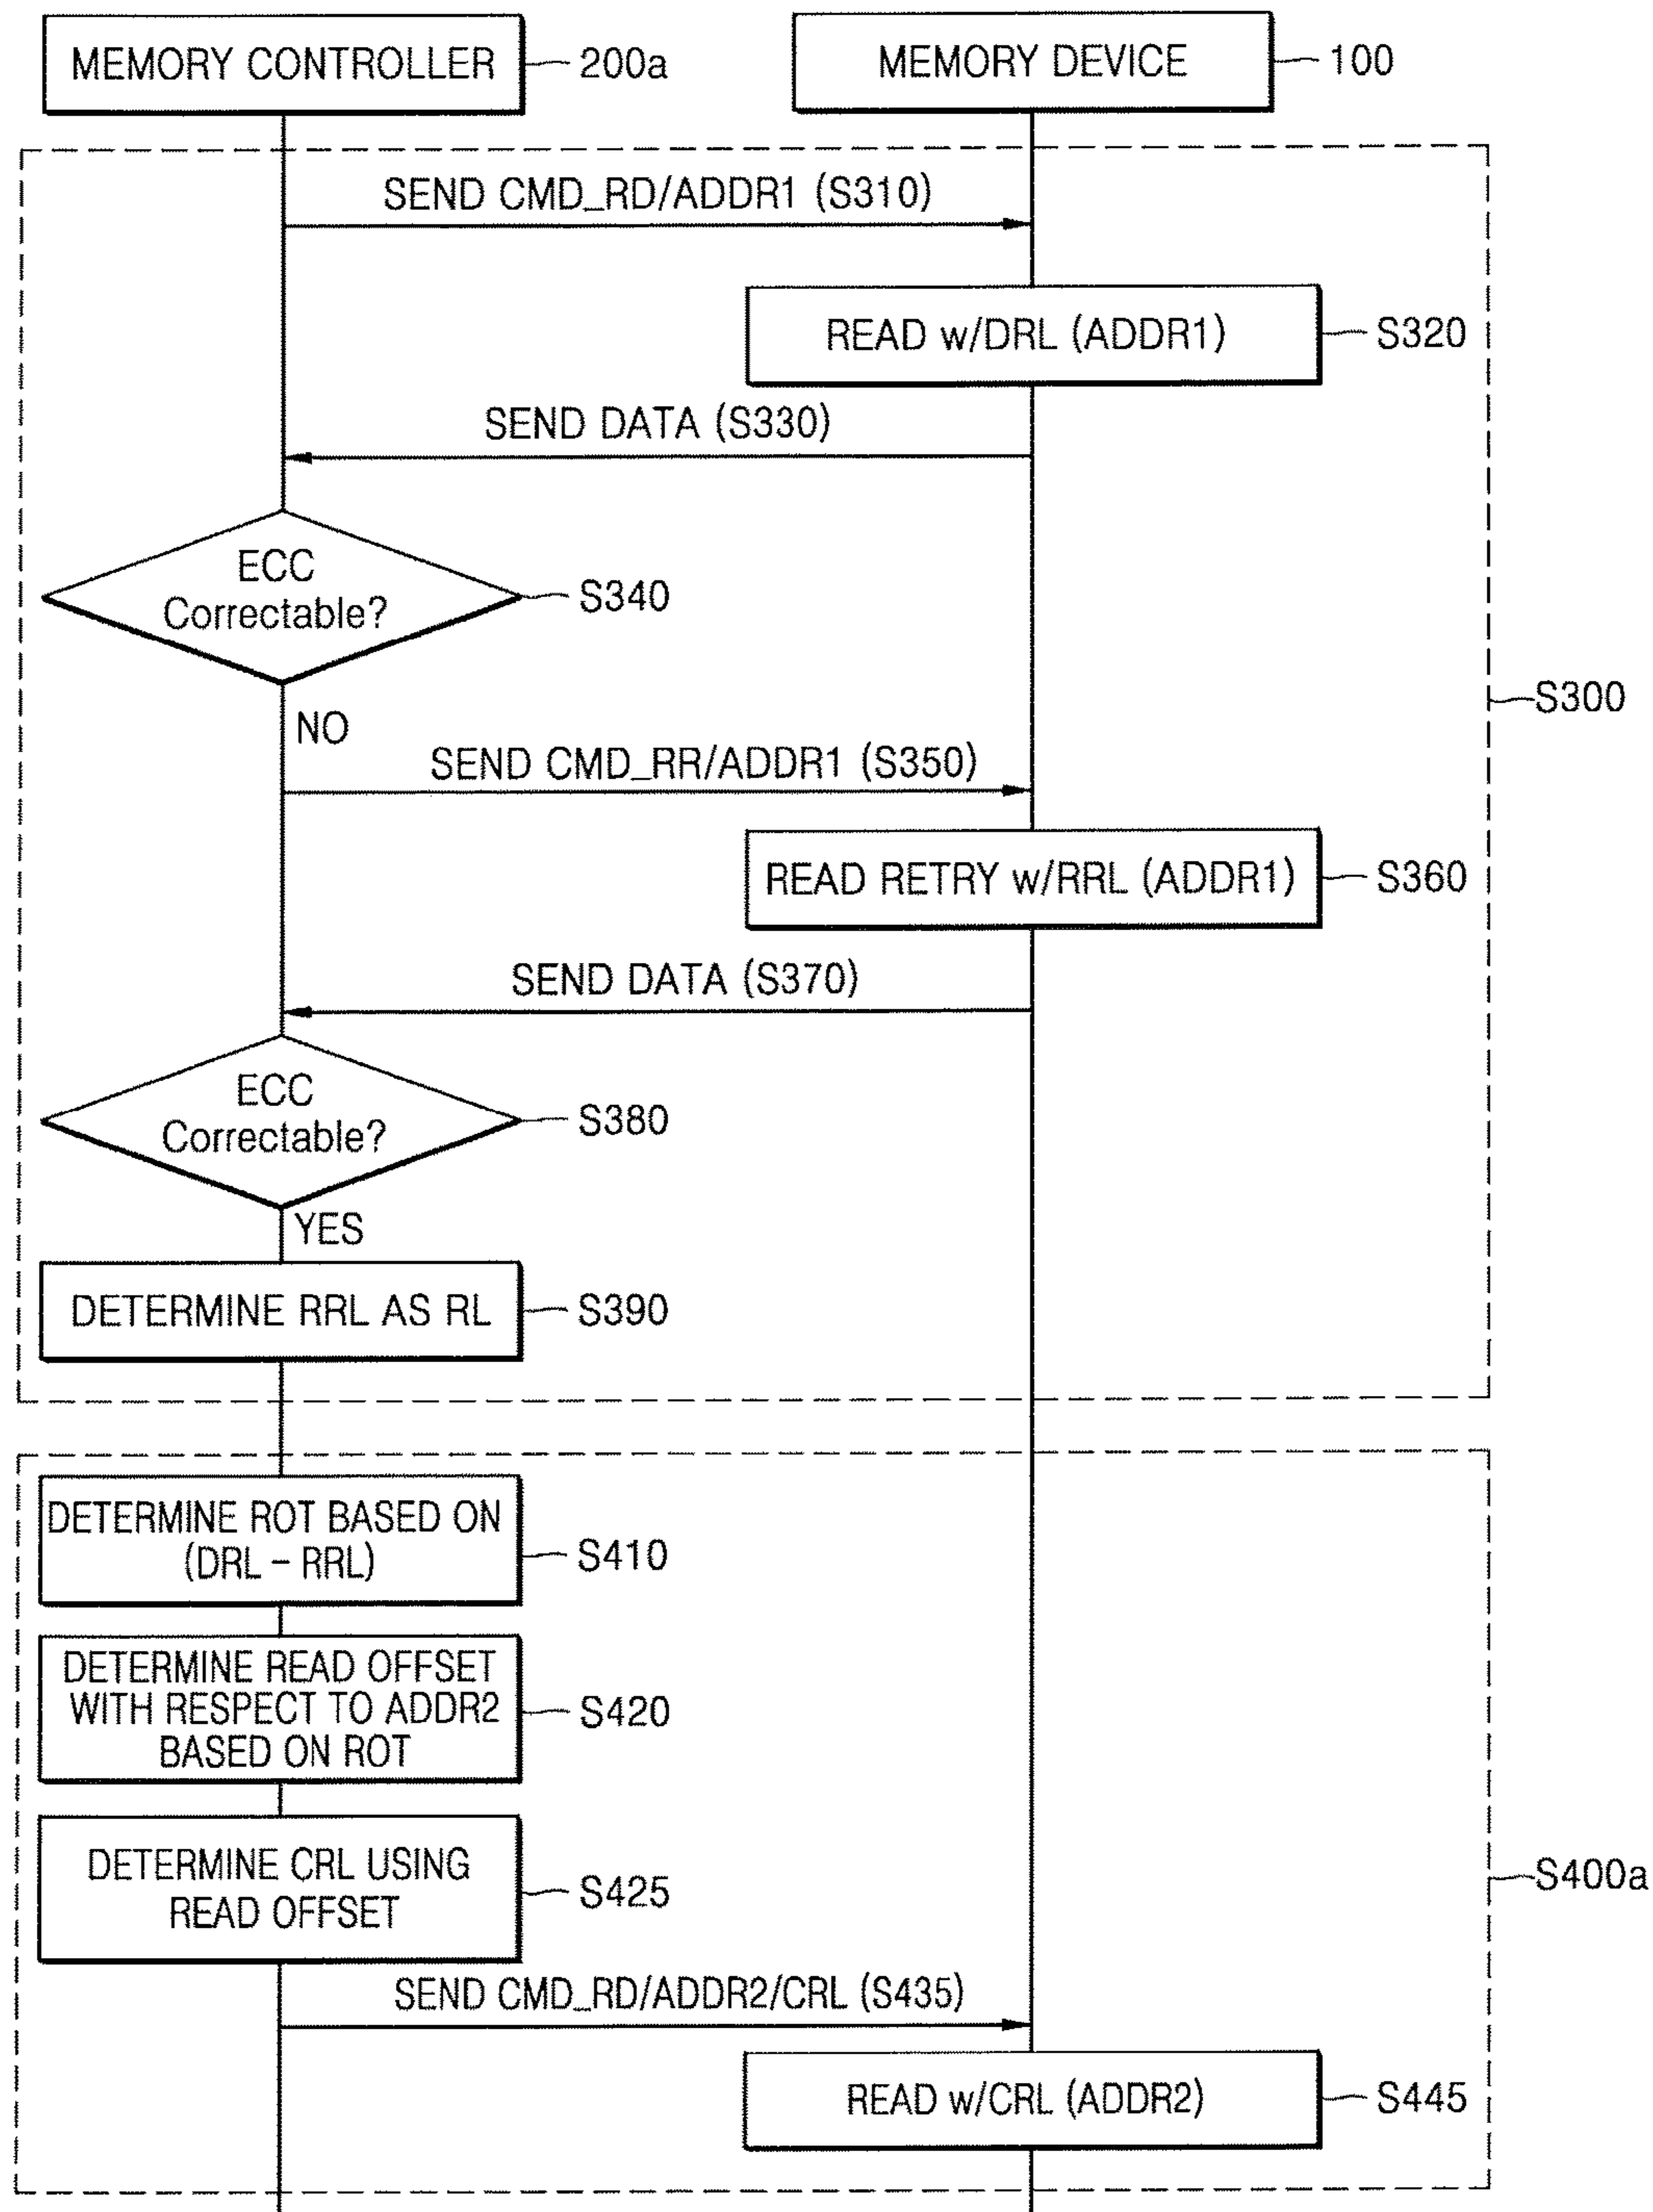 MEMORY CONTROLLER 200a
MEMORY DEVICE 100
SEND CMD_RD/ADDR1 (S310)
READ w/DRL (ADDR1) S320
SEND DATA (S330)
ECC
Correctable?
S340
NO
S300
SEND CMD_RR/ADDR1 (S350)
READ RETRY w/RRL (ADDR1) S360
SEND DATA (S370)
ECC
Correctable?
S380
YES
DETERMINE RRL AS RL S390
DETERMINE ROT BASED ON
(DRL - RRL)
S410
DETERMINE READ OFFSET
WITH RESPECT TO ADDR2
BASED ON ROT
S420
DETERMINE CRL USING
READ OFFSET
S425
S400a
SEND CMD_RD/ADDR2/CRL (S435)
READ w/CRL (ADDR2) S445